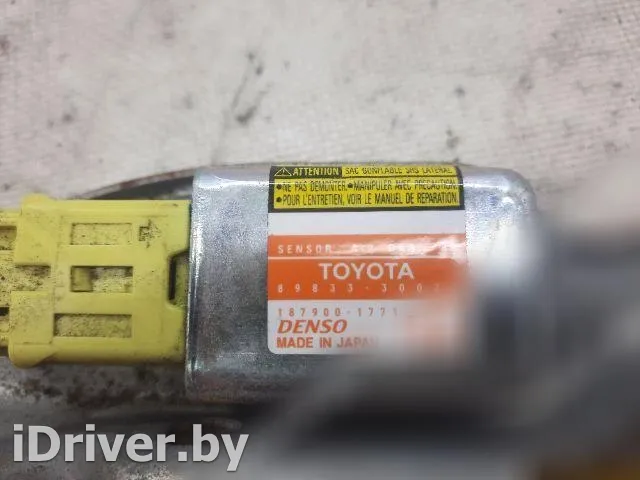 ATTENTION SAC GONFLABLE SRS LATERAL
•NE PAS DEMONTER. •MANIPULER AVEC PRECAUTION.
•POUR L'ENTRETIEN, VOIR LE MANUEL DE REPARATION.
SENSOR, AIR
TOYOTA
89833-300
187900-1771
DENSO
MADE IN JAPAN
iDriver.by